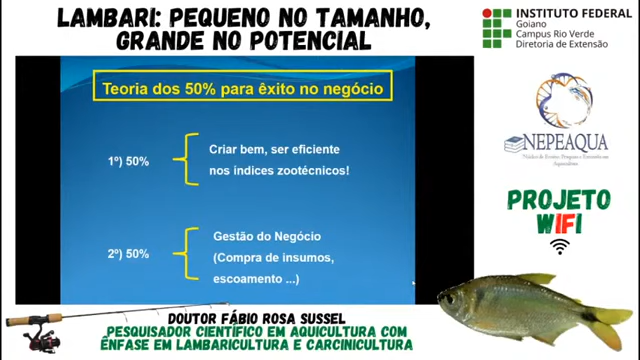 LAMBARI: PEQUENO NO TAMANHO,
GRANDE NO POTENCIAL
INSTITUTO FEDERAL
Goiano
Campus Rio Verde
Diretoria de Extensão
Teoria dos 50% para êxito no negócio
1º) 50%
Criar bem, ser eficiente
nos índices zootécnicos!
2º) 50%
Gestão do Negócio
(Compra de insumos,
escoamento ...)
NEPEAQUA
PROJETO
WIFI
DOUTOR FÁBIO ROSA SUSSEL
PESQUISADOR CIENTÍFICO EM AQUICULTURA COM
ÊNFASE EM LAMBARICULTURA E CARCINICULTURA